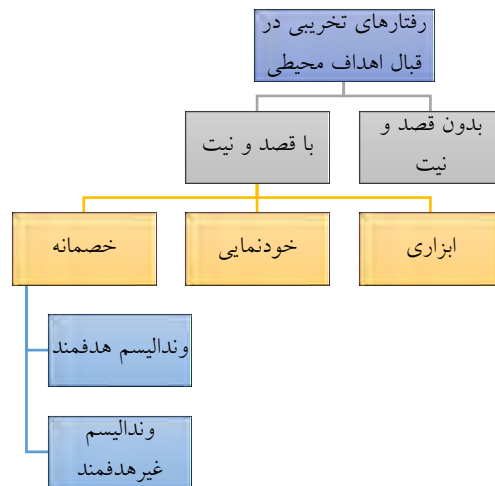 رفتارهای تخریبی در
قبال اهداف محیطی
بدون قصد و
نیت
با قصد و نیت
ابزاری
خودنمایی
خصمانه
وندالیسم هدفمند
وندالیسم
غیرهدفمند